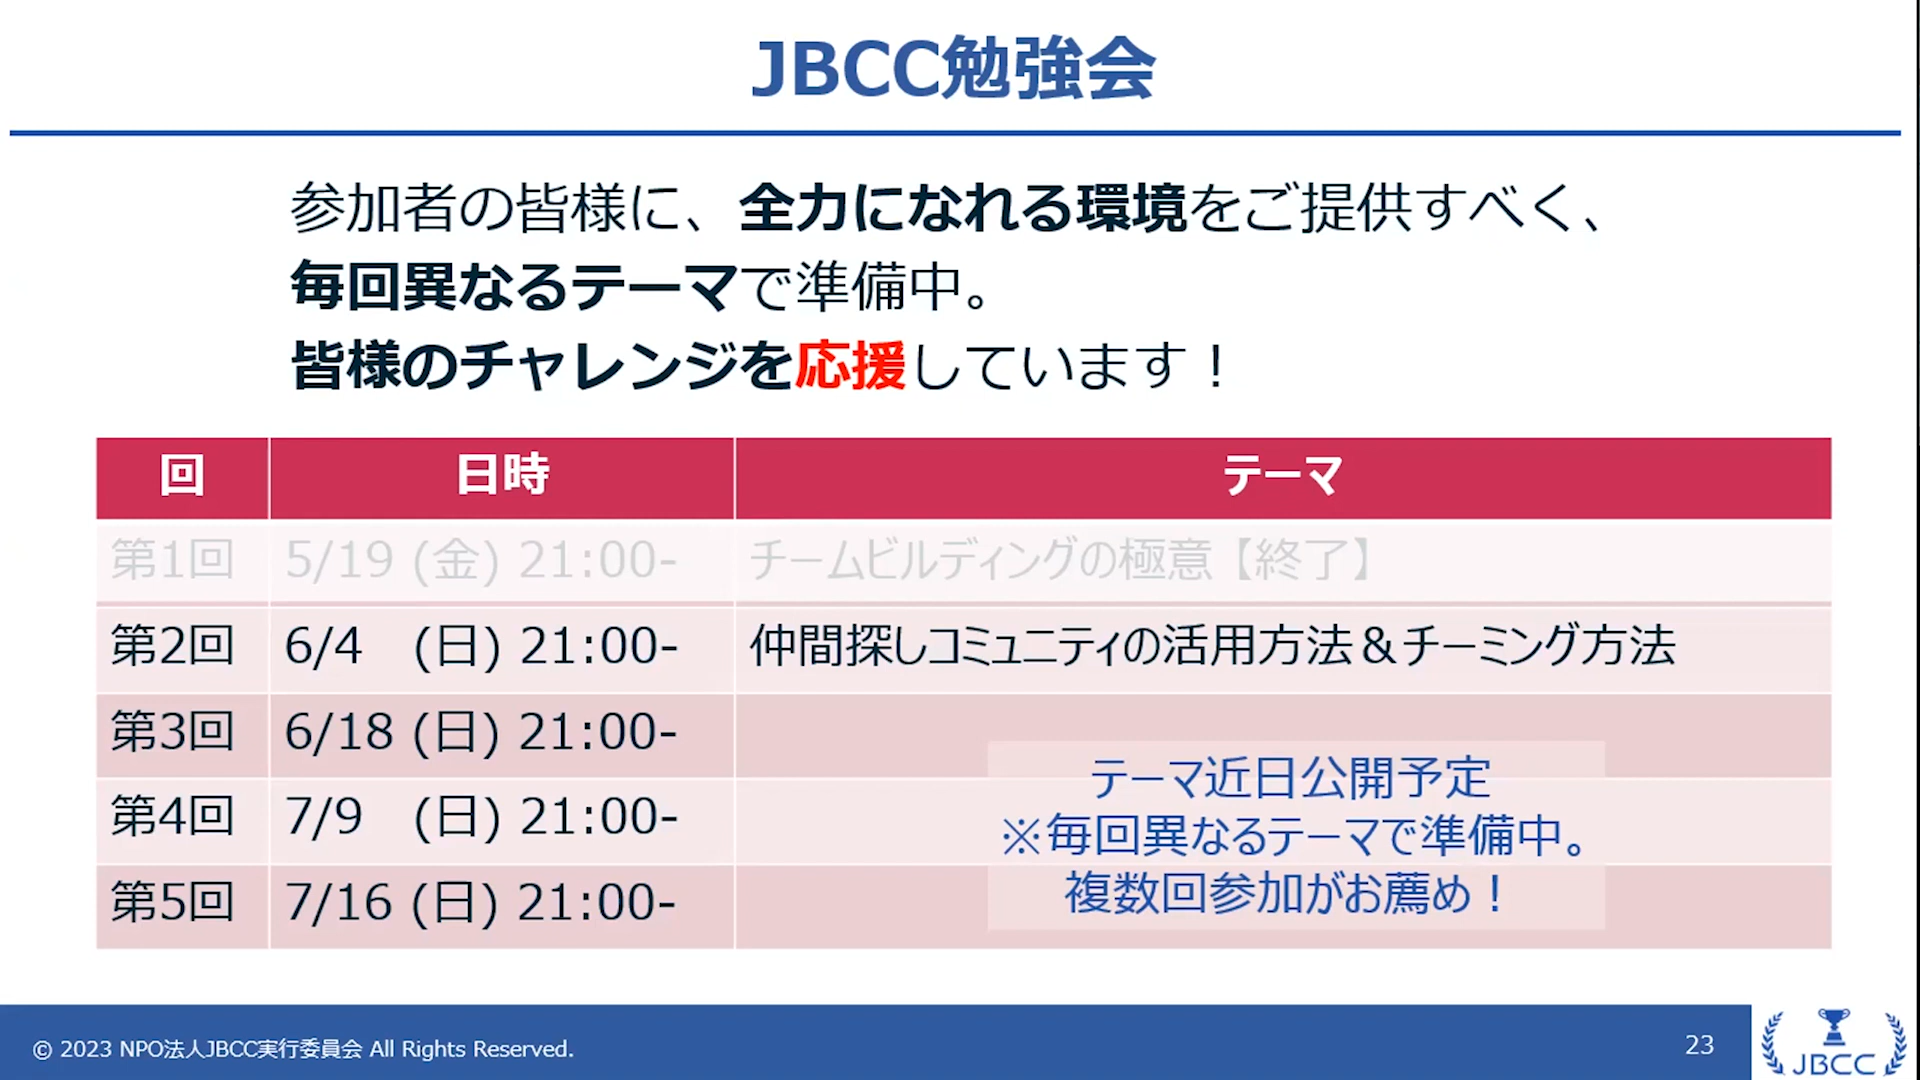 JBCC勉強会
参加者の皆様に、全力になれる環境をご提供すべく、
毎回異なるテーマで準備中。
皆様のチャレンジを応援しています！
回 日時 テーマ
第1回 5/19 (金) 21:00- チームビルディングの極意【終了】
第2回 6/4 (日) 21:00- 仲間探しコミュニティの活用方法＆チーミング方法
第3回 6/18 (日) 21:00-
第4回 7/9 (日) 21:00-
第5回 7/16 (日) 21:00-
テーマ近日公開予定
※毎回異なるテーマで準備中。
複数回参加がお薦め！
© 2023 NPO法人JBCC実行委員会 All Rights Reserved.
23
JBCC